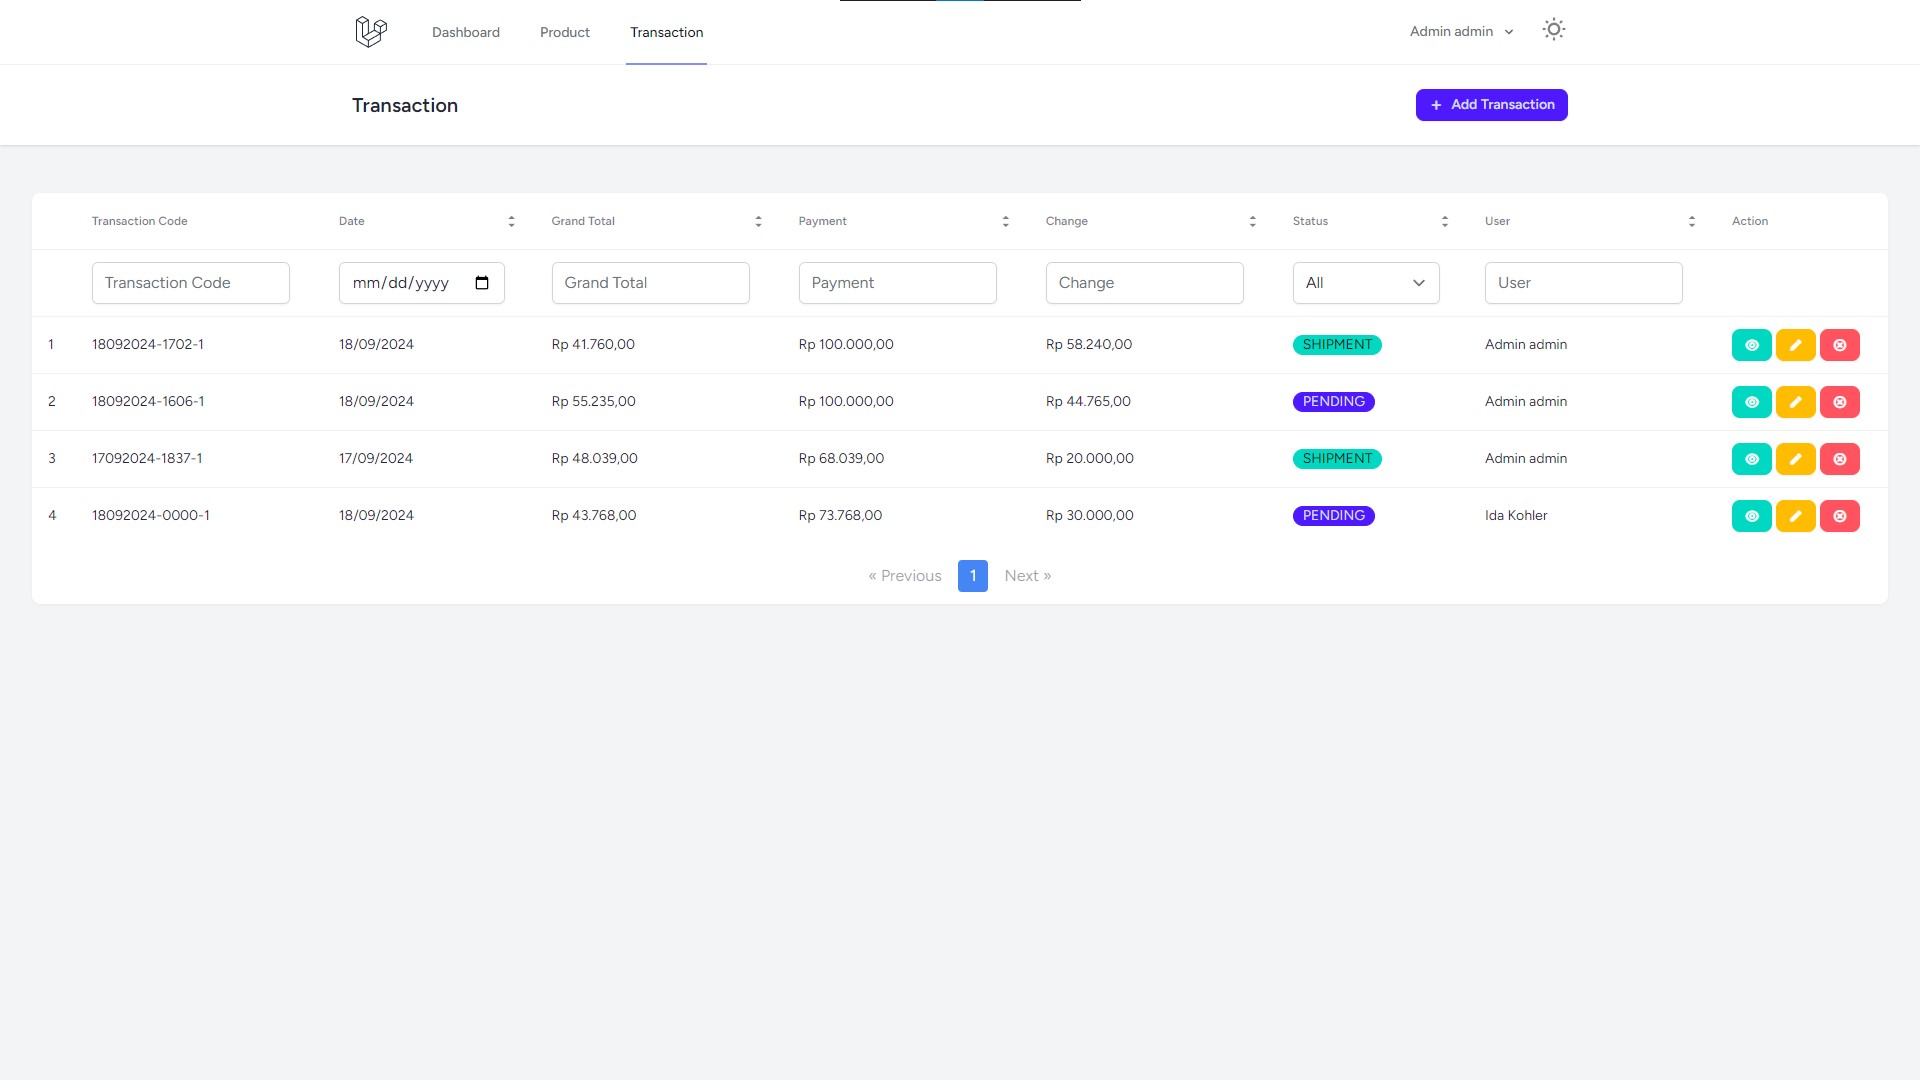 Dashboard Product Transaction Admin admin
Transaction + Add Transaction
Transaction Code Date Grand Total Payment Change Status User Action
Transaction Code mm/dd/yyyy Grand Total Payment Change All User
1 18092024-1702-1 18/09/2024 Rp 41.760,00 Rp 100.000,00 Rp 58.240,00 SHIPMENT Admin admin
2 18092024-1606-1 18/09/2024 Rp 55.235,00 Rp 100.000,00 Rp 44.765,00 PENDING Admin admin
3 17092024-1837-1 17/09/2024 Rp 48.039,00 Rp 68.039,00 Rp 20.000,00 SHIPMENT Admin admin
4 18092024-0000-1 18/09/2024 Rp 43.768,00 Rp 73.768,00 Rp 30.000,00 PENDING Ida Kohler
« Previous 1 Next »